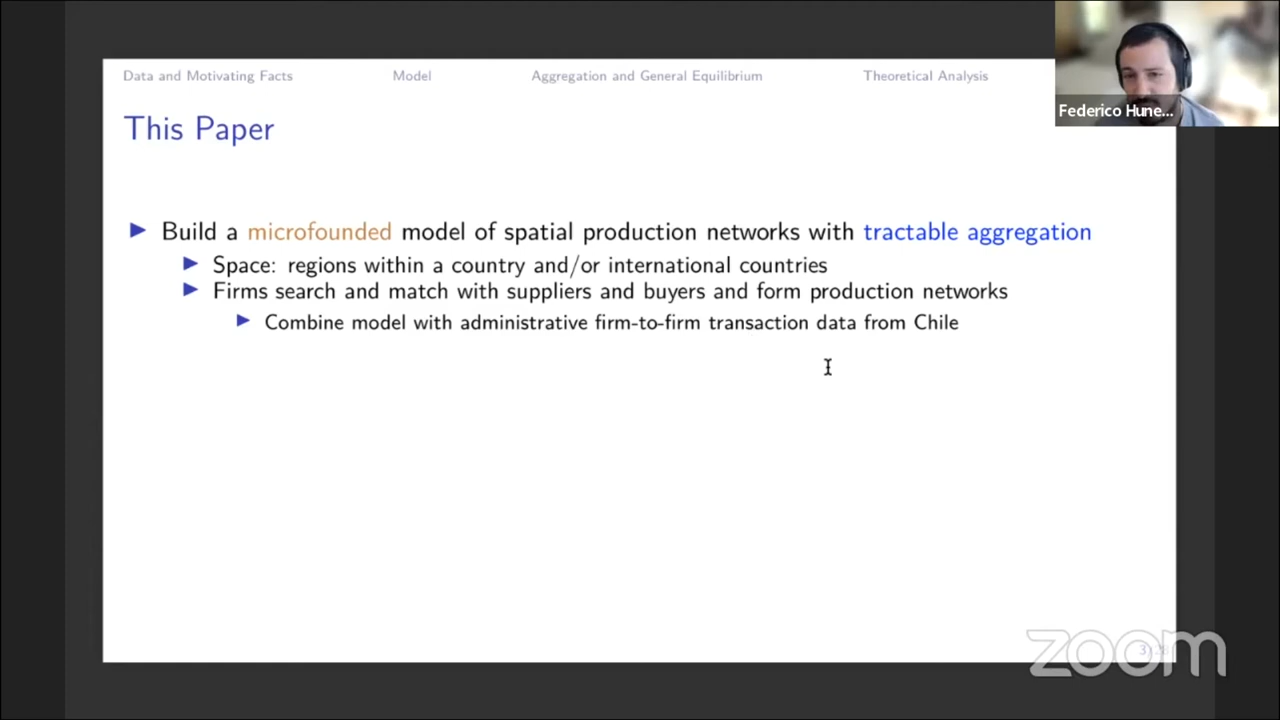 Data and Motivating Facts
Model
Aggregation and General Equilibrium
Theoretical Analysis
Federico Hune...
This Paper
Build a microfounded model of spatial production networks with tractable aggregation
Space: regions within a country and/or international countries
Firms search and match with suppliers and buyers and form production networks
Combine model with administrative firm-to-firm transaction data from Chile
zoom